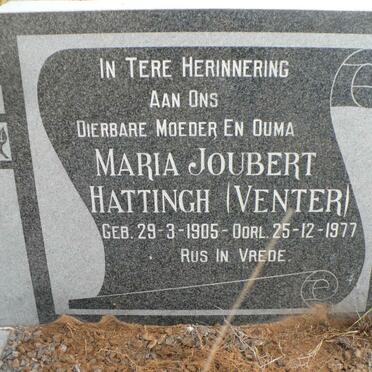 IN TERE HERINNERING
AAN ONS
DIERBARE MOEDER EN OUMA
MARIA JOUBERT
HATTINGH (VENTER)
GEB. 29-3-1905 - OORL. 25-12-1977
RUS IN VREDE